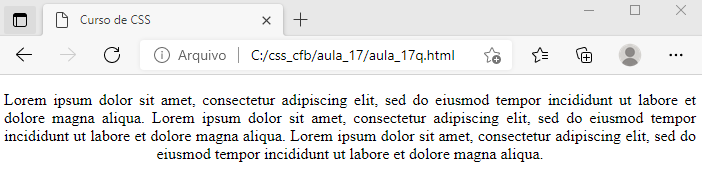 Curso de CSS
Arquivo C:/css_cfb/aula_17/aula_17q.html
Lorem ipsum dolor sit amet, consectetur adipiscing elit, sed do eiusmod tempor incididunt ut labore et
dolore magna aliqua. Lorem ipsum dolor sit amet, consectetur adipiscing elit, sed do eiusmod tempor
incididunt ut labore et dolore magna aliqua. Lorem ipsum dolor sit amet, consectetur adipiscing elit, sed do
eiusmod tempor incididunt ut labore et dolore magna aliqua.